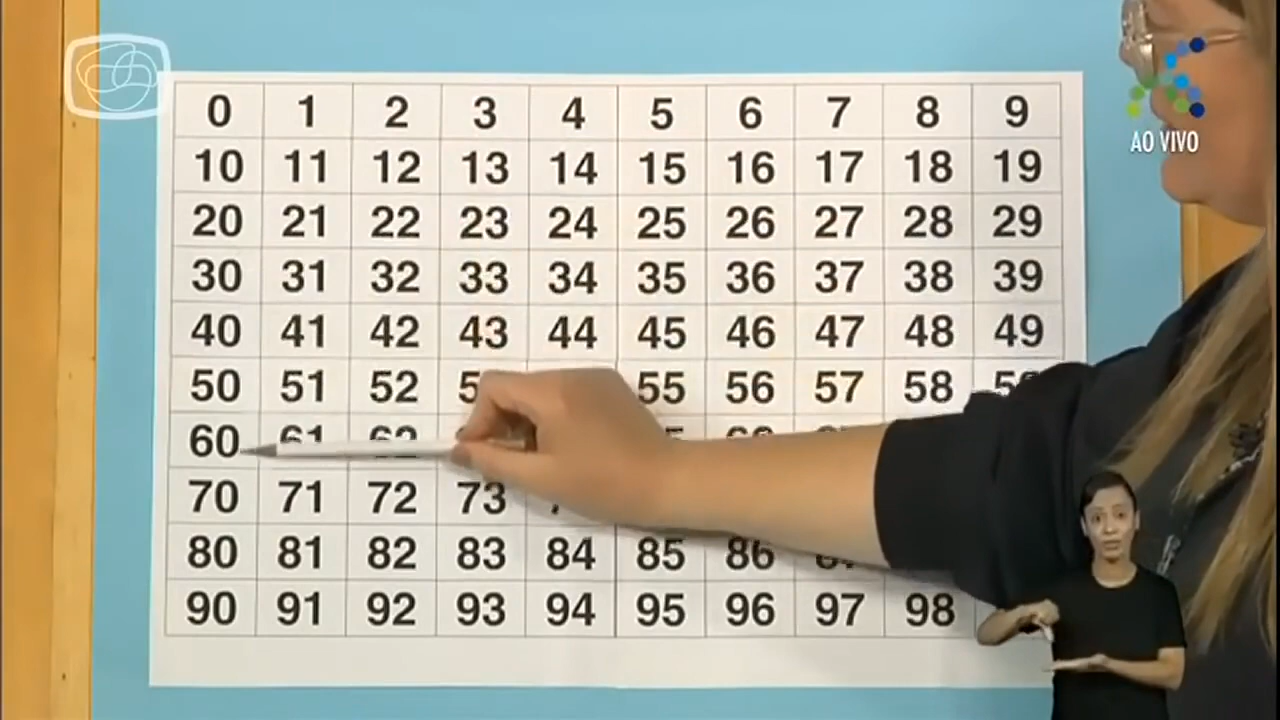 0 1 2 3 4 5 6 7 8 9
AO VIVO
10 11 12 13 14 15 16 17 18 19
20 21 22 23 24 25 26 27 28 29
30 31 32 33 34 35 36 37 38 39
40 41 42 43 44 45 46 47 48 49
50 51 52 55 56 57 58
60 61 62
70 71 72 73
80 81 82 83 84 85 86
90 91 92 93 94 95 96 97 98